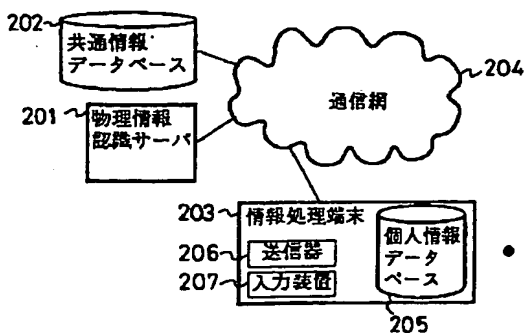 202
共通情報
データベース
201
物理情報
認識サーバ
通信網
204
203
情報処理端末
206
送信器
207
入力装置
個人情報
データ
ベース
205